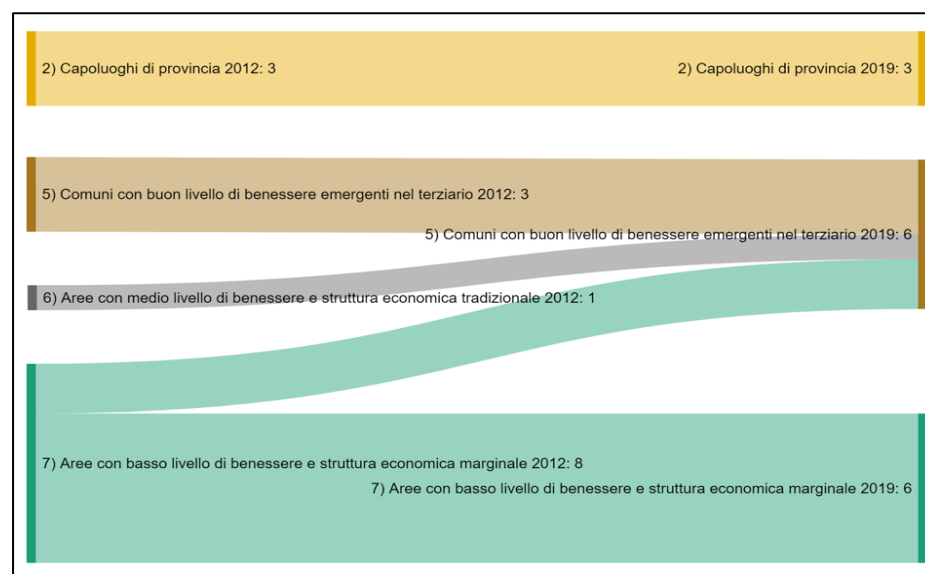 2) Capoluoghi di provincia 2012: 3
2) Capoluoghi di provincia 2019: 3
5) Comuni con buon livello di benessere emergenti nel terziario 2012: 3
5) Comuni con buon livello di benessere emergenti nel terziario 2019: 6
6) Aree con medio livello di benessere e struttura economica tradizionale 2012: 1
7) Aree con basso livello di benessere e struttura economica marginale 2012: 8
7) Aree con basso livello di benessere e struttura economica marginale 2019: 6